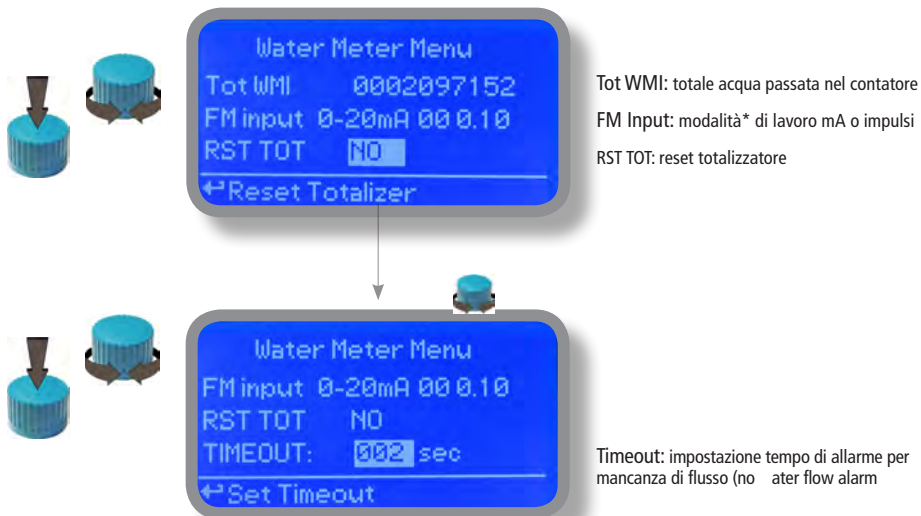 Water Meter Menu
Tot WMI 0002097152
FM input 0-20mA 00 0.10
RST TOT NO
↵Reset Totalizer
Tot WMI: totale acqua passata nel contatore
FM Input: modalità* di lavoro mA o impulsi
RST TOT: reset totalizzatore
Water Meter Menu
FM input 0-20mA 00 0.10
RST TOT NO
TIMEOUT: 002 sec
↵Set Timeout
Timeout: impostazione tempo di allarme per
mancanza di flusso (no ater flow alarm